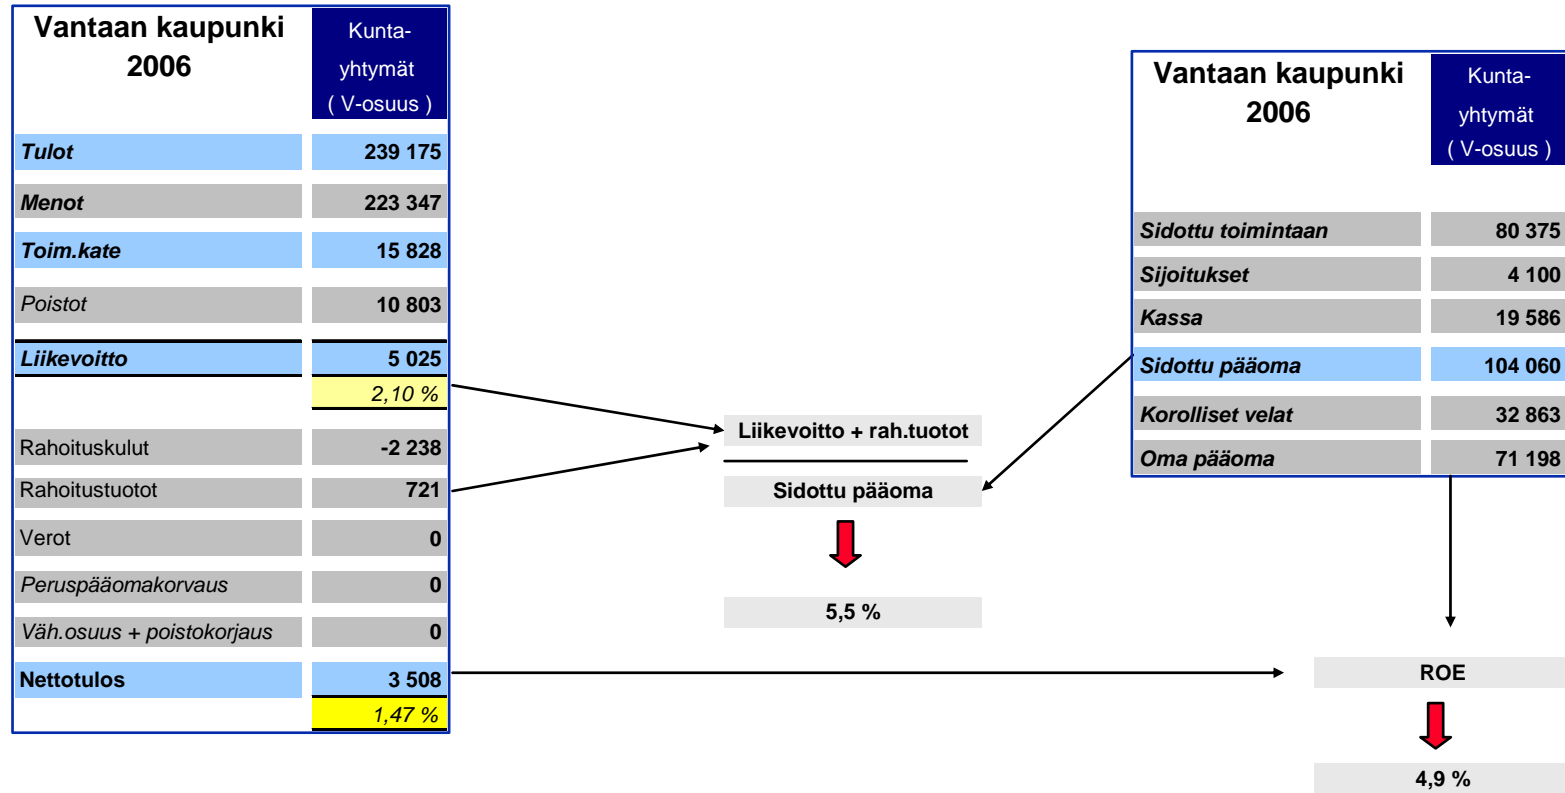 Vantaan kaupunki
2006
Kunta-
yhtymät
( V-osuus )
Tulot 239 175
Menot 223 347
Toim.kate 15 828
Poistot 10 803
Liikevoitto 5 025
2,10 %
Rahoituskulut -2 238
Rahoitustuotot 721
Verot 0
Peruspääomakorvaus 0
Väh.osuus + poistokorjaus 0
Nettotulos 3 508
1,47 %
Liikevoitto + rah.tuotot
Sidottu pääoma
5,5 %
Vantaan kaupunki
2006
Kunta-
yhtymät
( V-osuus )
Sidottu toimintaan 80 375
Sijoitukset 4 100
Kassa 19 586
Sidottu pääoma 104 060
Korolliset velat 32 863
Oma pääoma 71 198
ROE
4,9 %